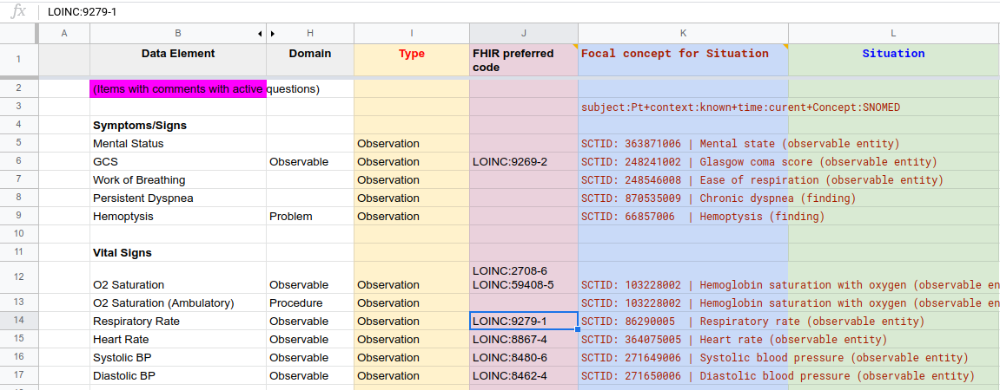 fx LOINC:9279-1
A B H I J K L
1 Data Element Domain Type FHIR preferred code Focal concept for Situation Situation
2 (Items with comments with active questions)
3 subject:Pt+context:known+time:curent+Concept:SNOMED
4 Symptoms/Signs
5 Mental Status Observation SCTID: 363871006 | Mental state (observable entity)
6 GCS Observable Observation LOINC:9269-2 SCTID: 248241002 | Glasgow coma score (observable entity)
7 Work of Breathing Observation SCTID: 248546008 | Ease of respiration (observable entity)
8 Persistent Dyspnea Observation SCTID: 870535009 | Chronic dyspnea (finding)
9 Hemoptysis Problem Observation SCTID: 66857006 | Hemoptysis (finding)
10
11 Vital Signs
LOINC:2708-6
12 O2 Saturation Observable Observation LOINC:59408-5 SCTID: 103228002 | Hemoglobin saturation with oxygen (observable en
13 O2 Saturation (Ambulatory) Procedure Observation SCTID: 103228002 | Hemoglobin saturation with oxygen (observable en
14 Respiratory Rate Observable Observation LOINC:9279-1 SCTID: 86290005 | Respiratory rate (observable entity)
15 Heart Rate Observable Observation LOINC:8867-4 SCTID: 364075005 | Heart rate (observable entity)
16 Systolic BP Observable Observation LOINC:8480-6 SCTID: 271649006 | Systolic blood pressure (observable entity)
17 Diastolic BP Observable Observation LOINC:8462-4 SCTID: 271650006 | Diastolic blood pressure (observable entity)